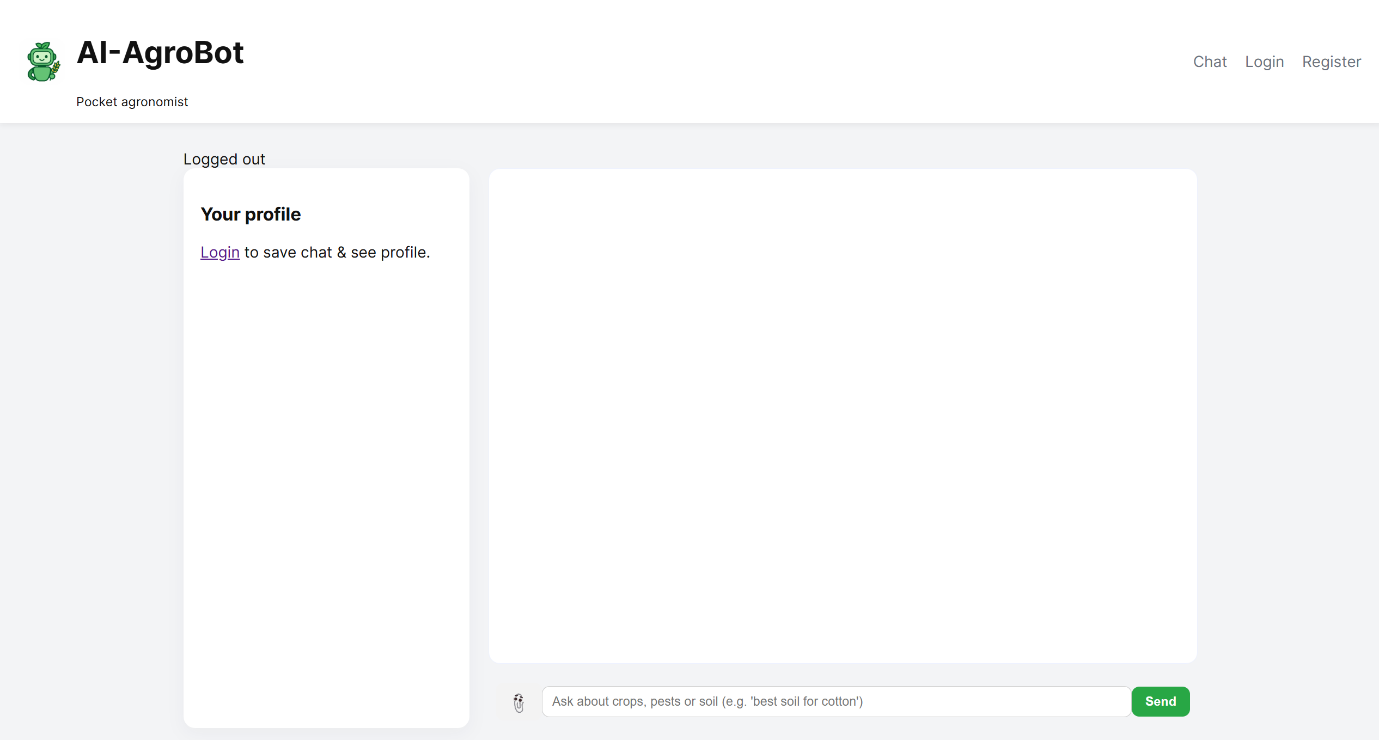 AI-AgroBot
Pocket agronomist
Chat Login Register
Logged out
Your profile
Login to save chat & see profile.
Ask about crops, pests or soil (e.g. 'best soil for cotton')
Send